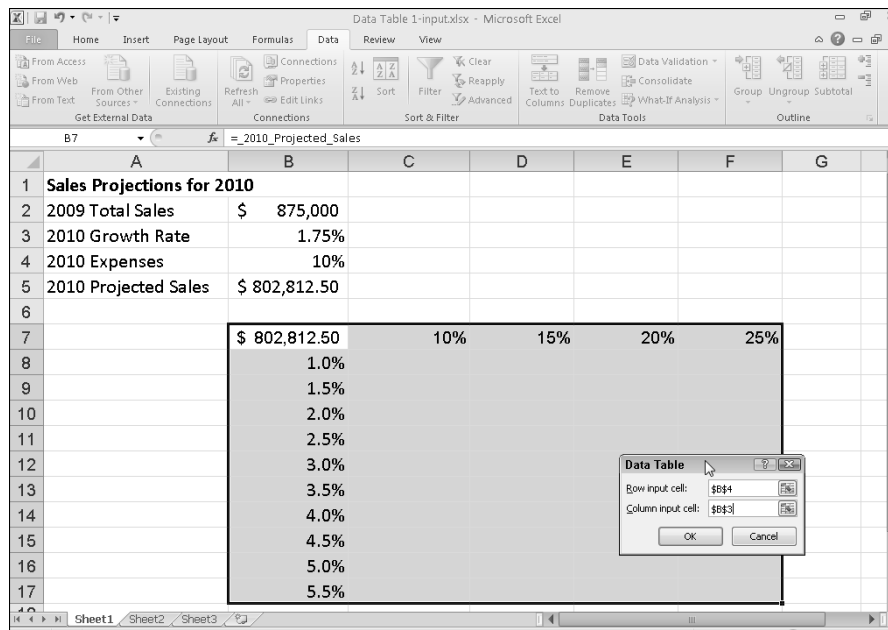 Data Table 1-input.xlsx - Microsoft Excel
File Home Insert Page Layout Formulas Data Review View
From Access
From Web
From Text
From Other Sources
Existing Connections
Get External Data
Refresh All
Connections
Properties
Edit Links
Connections
Sort
Filter
Clear
Reapply
Advanced
Sort & Filter
Text to Columns
Remove Duplicates
Data Validation
Consolidate
What-If Analysis
Data Tools
Group
Ungroup
Subtotal
Outline
B7 fx =_2010_Projected_Sales
A B C D E F G
1 Sales Projections for 2010
2 2009 Total Sales $ 875,000
3 2010 Growth Rate 1.75%
4 2010 Expenses 10%
5 2010 Projected Sales $ 802,812.50
6
7 $ 802,812.50 10% 15% 20% 25%
8 1.0%
9 1.5%
10 2.0%
11 2.5%
12 3.0%
13 3.5%
14 4.0%
15 4.5%
16 5.0%
17 5.5%
Data Table
Row input cell: $B$4
Column input cell: $B$3
OK Cancel
Sheet1 Sheet2 Sheet3